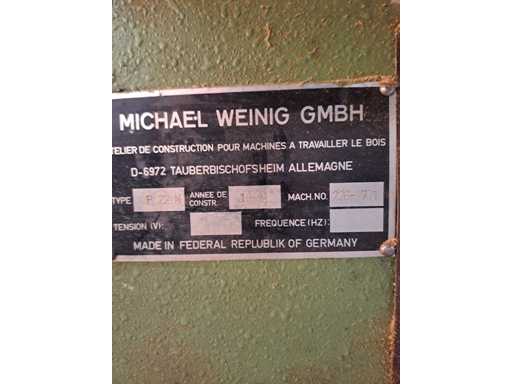 MICHAEL WEINIG GMBH
TELIER DE CONSTRUCTION POUR MACHINES A TRAVAILLER LE BOIS
D-6972 TAUBERBISCHOFSHEIM ALLEMAGNE
TYPE ANNEE DE CONSTR. MACH.NO.
TENSION (V): FREQUENCE (HZ):
MADE IN FEDERAL REPLUBLIK OF GERMANY